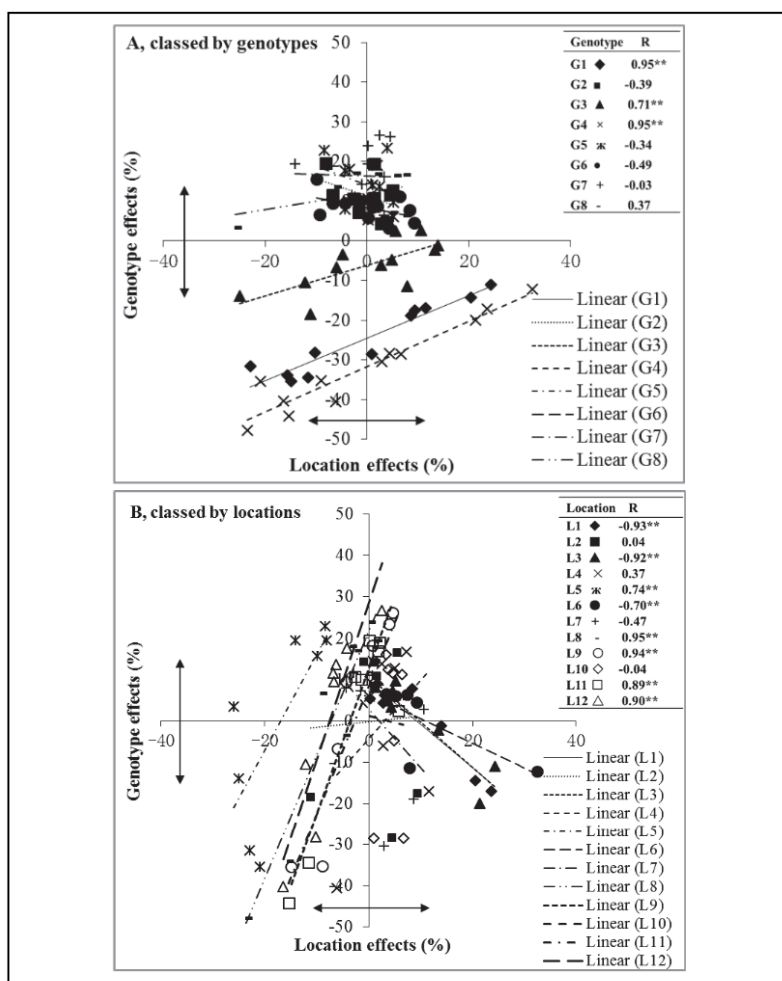 A, classed by genotypes
Genotype R
G1 ◆ 0.95**
G2 ■ -0.39
G3 ▲ 0.71**
G4 × 0.95**
G5 ж -0.34
G6 ● -0.49
G7 + -0.03
G8 - 0.37
50
40
30
20
10
0
-10
-20
-30
-40
-50
-40 -20 0 20 40
Genotype effects (%)
Location effects (%)
Linear (G1)
Linear (G2)
Linear (G3)
Linear (G4)
Linear (G5)
Linear (G6)
Linear (G7)
Linear (G8)
B, classed by locations
Location R
L1 ◆ -0.93**
L2 ■ 0.04
L3 ▲ -0.92**
L4 × 0.37
L5 ж 0.74**
L6 ● -0.70**
L7 + -0.47
L8 - 0.95**
L9 ○ 0.94**
L10 ◇ -0.04
L11 □ 0.89**
L12 △ 0.90**
50
40
30
20
10
0
-10
-20
-30
-40
-50
-40 -20 0 20 40
Genotype effects (%)
Location effects (%)
Linear (L1)
Linear (L2)
Linear (L3)
Linear (L4)
Linear (L5)
Linear (L6)
Linear (L7)
Linear (L8)
Linear (L9)
Linear (L10)
Linear (L11)
Linear (L12)